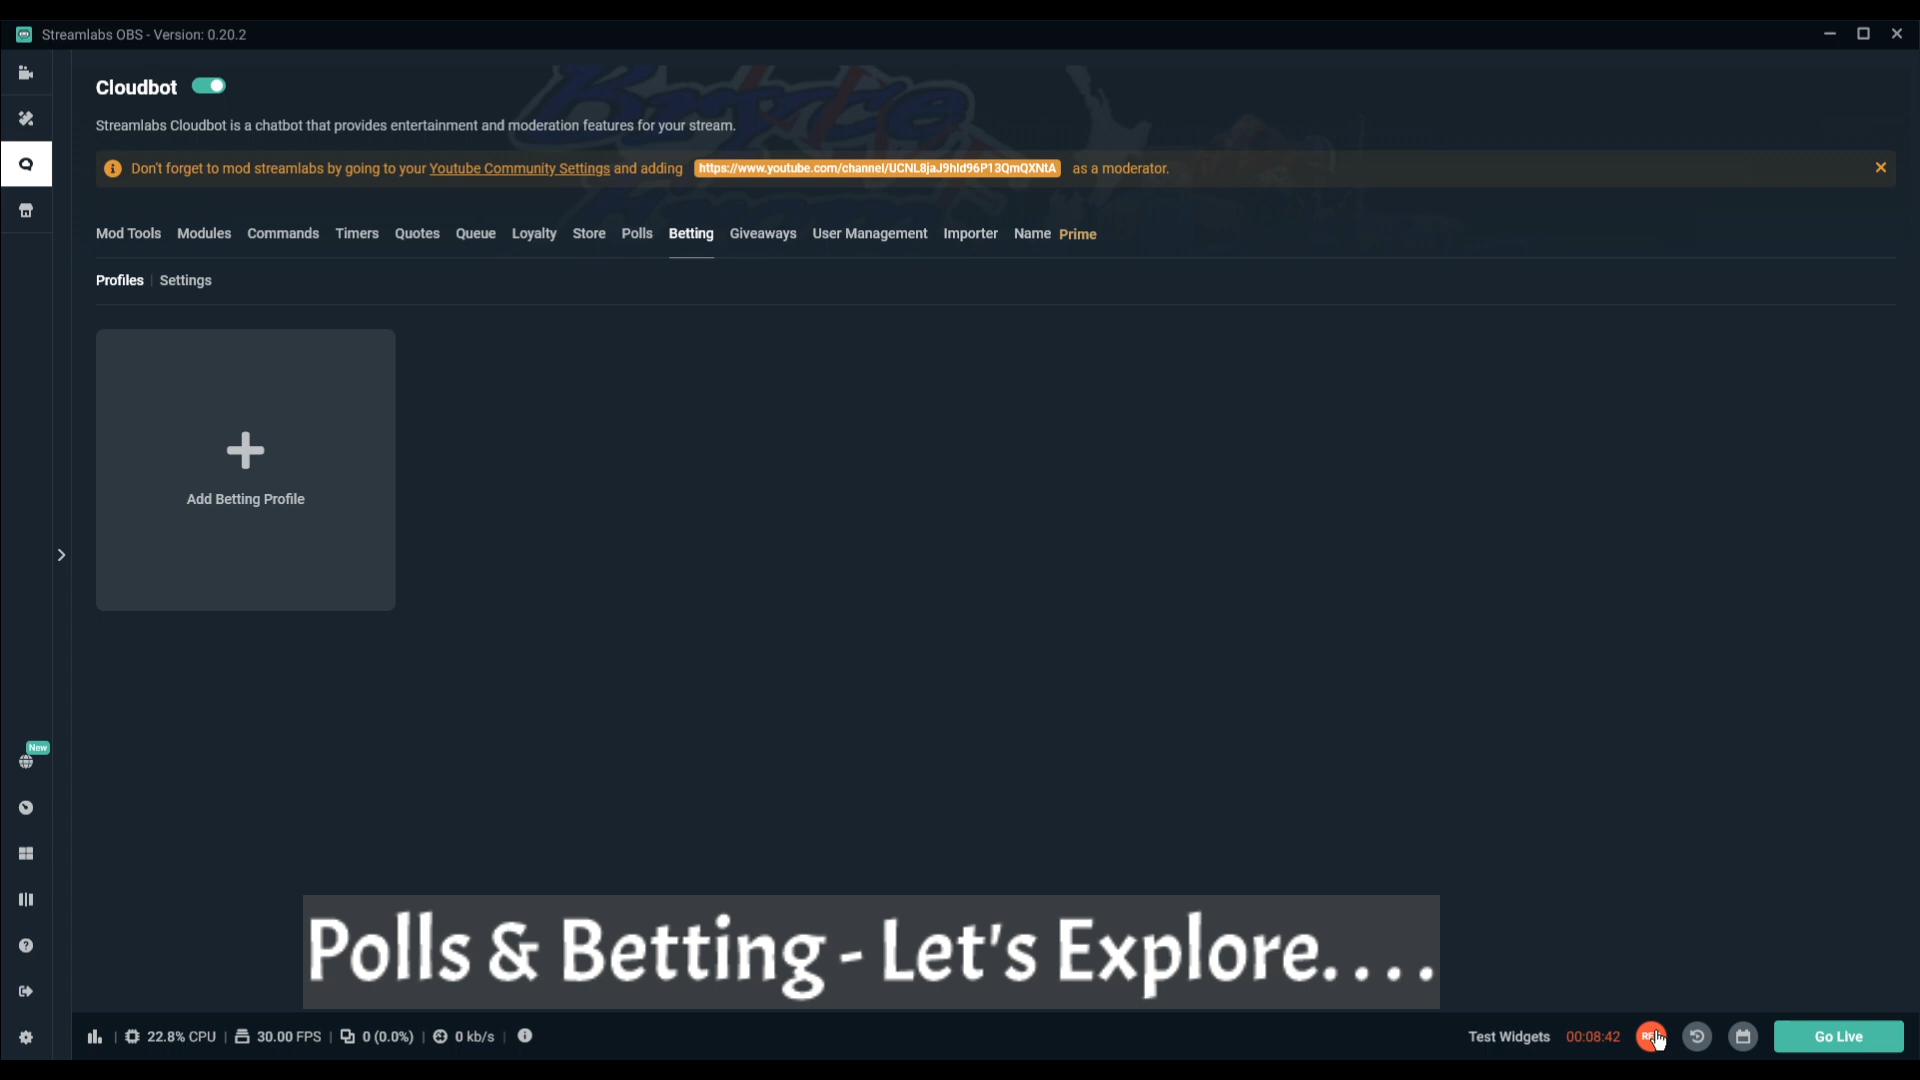 Streamlabs OBS - Version: 0.20.2
Cloudbot
Streamlabs Cloudbot is a chatbot that provides entertainment and moderation features for your stream.
Don't forget to mod streamlabs by going to your Youtube Community Settings and adding https://www.youtube.com/channel/UCNL8jaJ9hld96P13QmQXNtA as a moderator.
Mod Tools Modules Commands Timers Quotes Queue Loyalty Store Polls Betting Giveaways User Management Importer Name Prime
Profiles | Settings
Add Betting Profile
New
Polls & Betting - Let's Explore....
22.8% CPU | 30.00 FPS | 0 (0.0%) | 0 kb/s
Test Widgets 00:08:42 Go Live